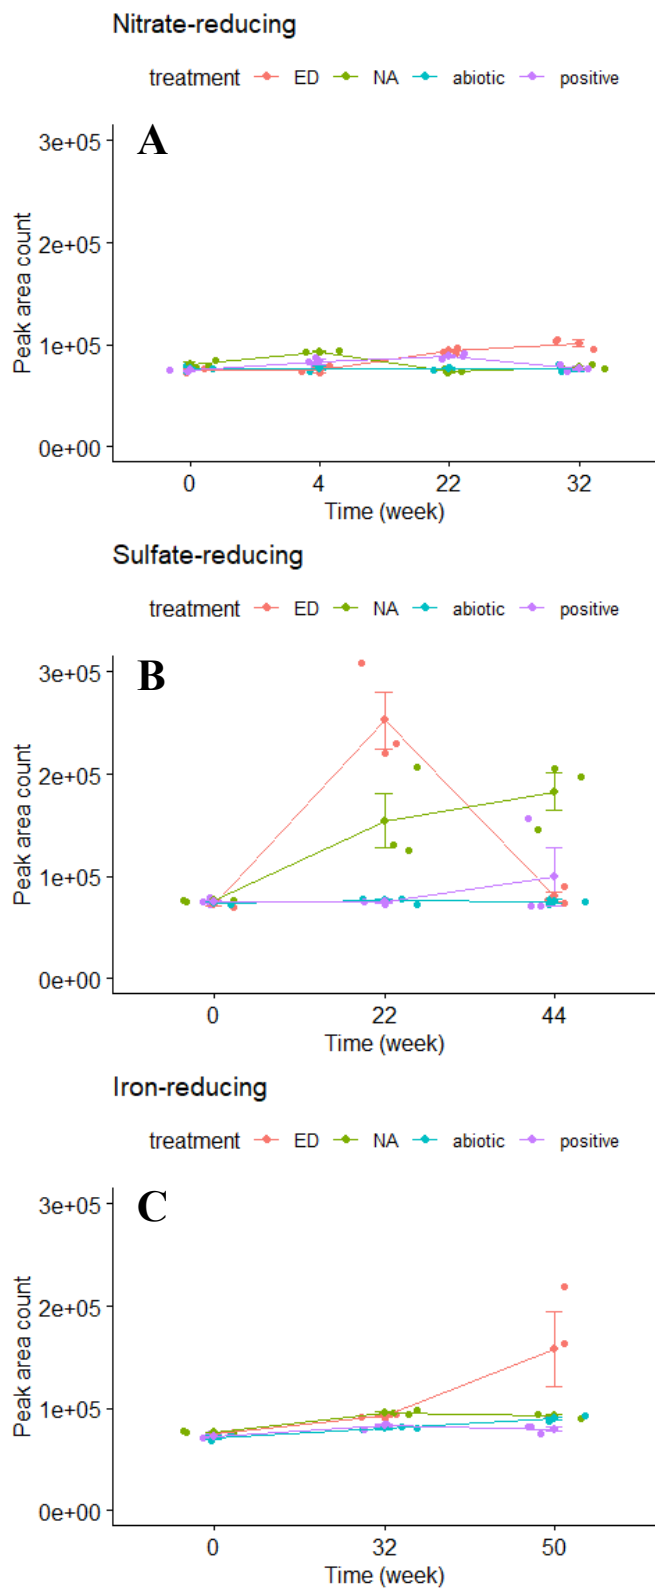 Nitrate-reducing
treatment ED NA abiotic positive
A
3e+05
2e+05
1e+05
0e+00
Peak area count
0 4 22 32
Time (week)
Sulfate-reducing
treatment ED NA abiotic positive
B
3e+05
2e+05
1e+05
0e+00
Peak area count
0 22 44
Time (week)
Iron-reducing
treatment ED NA abiotic positive
C
3e+05
2e+05
1e+05
0e+00
Peak area count
0 32 50
Time (week)